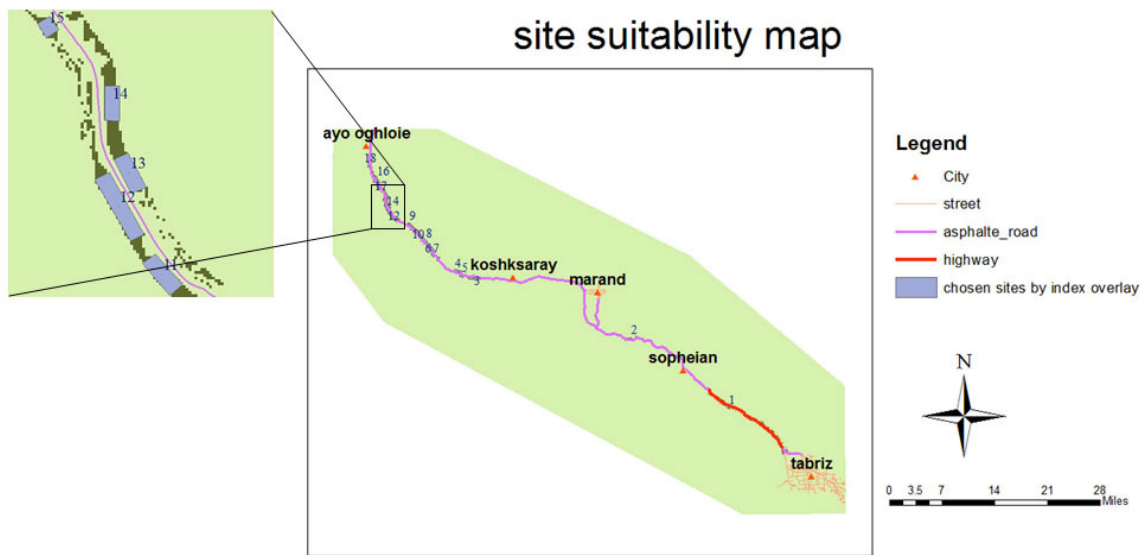 site suitability map
15
14
13
12
11
ayo oghloie
18
16
17
14
12
9
10 8
6 7
koshksaray
4 5
3
marand
2
sopheian
1
tabriz
Legend
City
street
asphalte_road
highway
chosen sites by index overlay
N
0 3.5 7 14 21 28
Miles